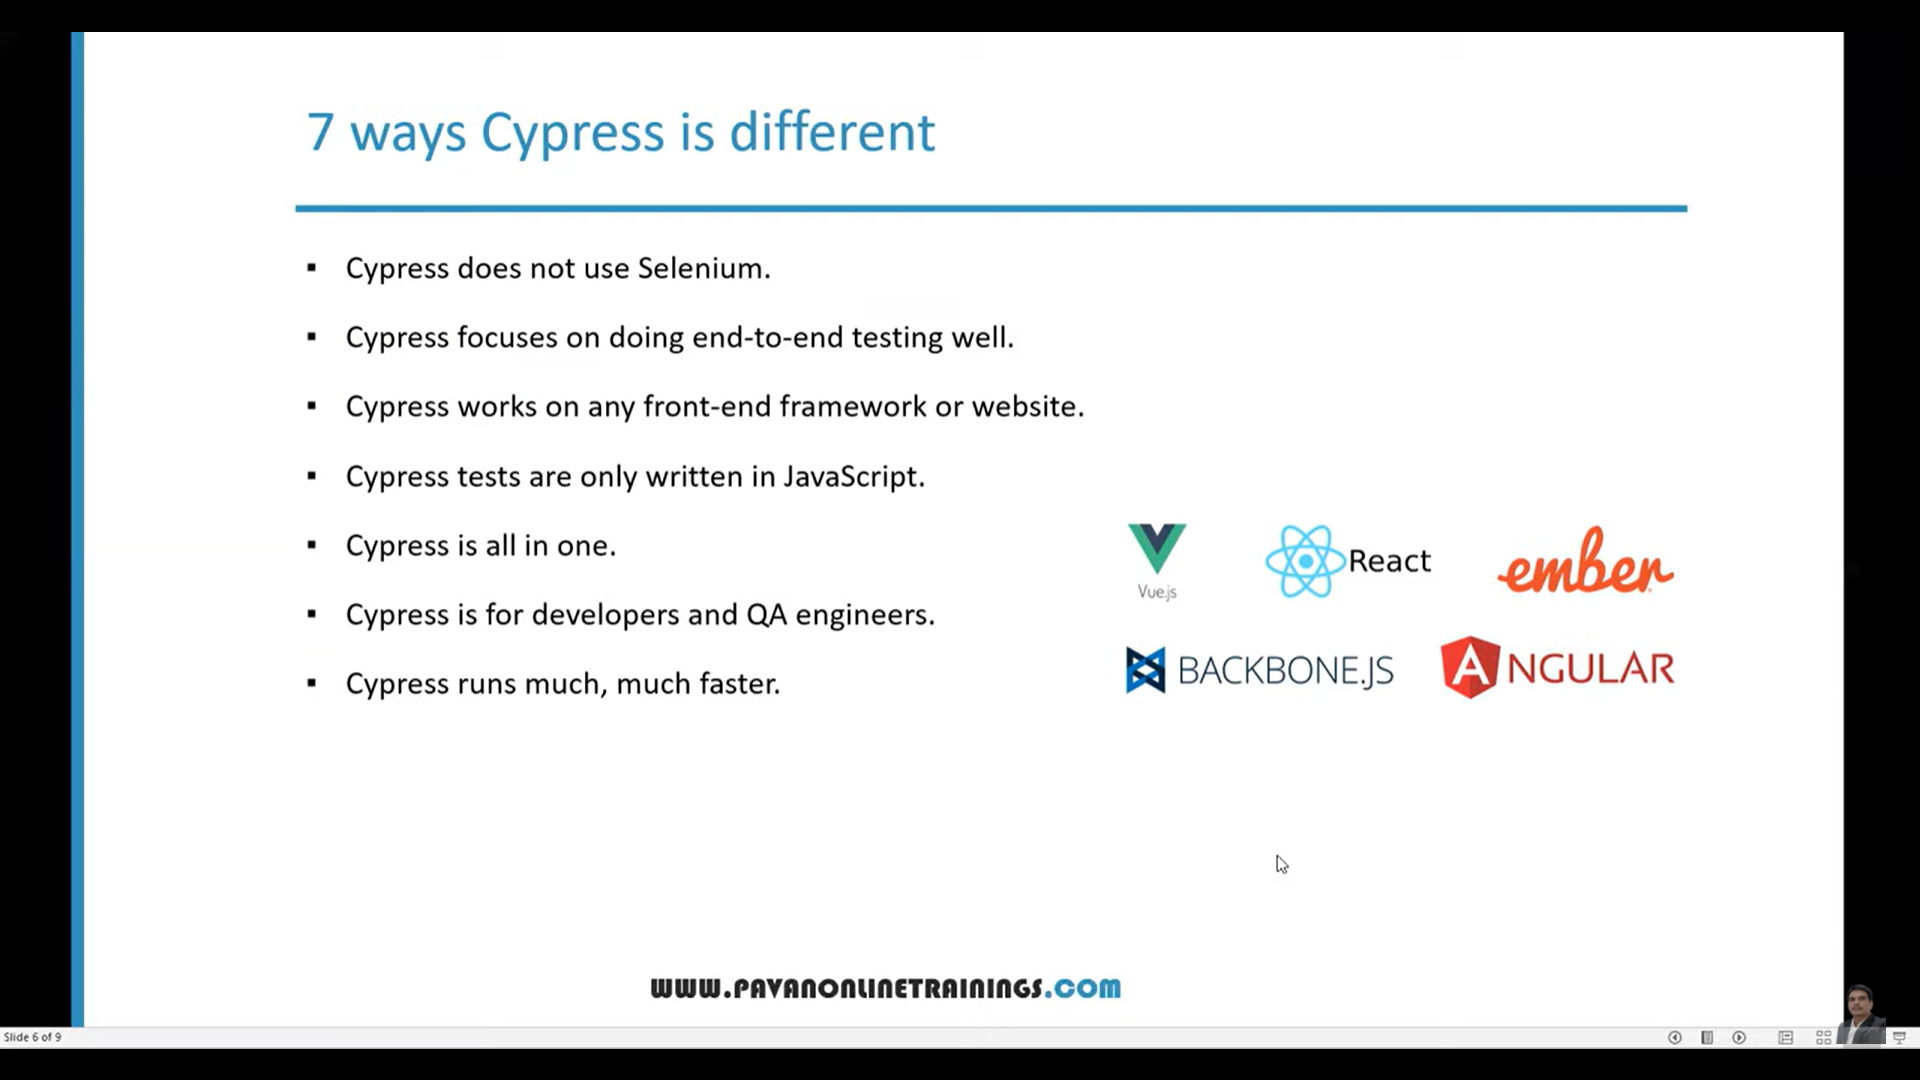 7 ways Cypress is different
▪ Cypress does not use Selenium.
▪ Cypress focuses on doing end-to-end testing well.
▪ Cypress works on any front-end framework or website.
▪ Cypress tests are only written in JavaScript.
▪ Cypress is all in one.
▪ Cypress is for developers and QA engineers.
▪ Cypress runs much, much faster.
Vue.js
React
ember
BACKBONE.JS
ANGULAR
WWW.PAVANONLINETRAININGS.COM
Slide 6 of 9